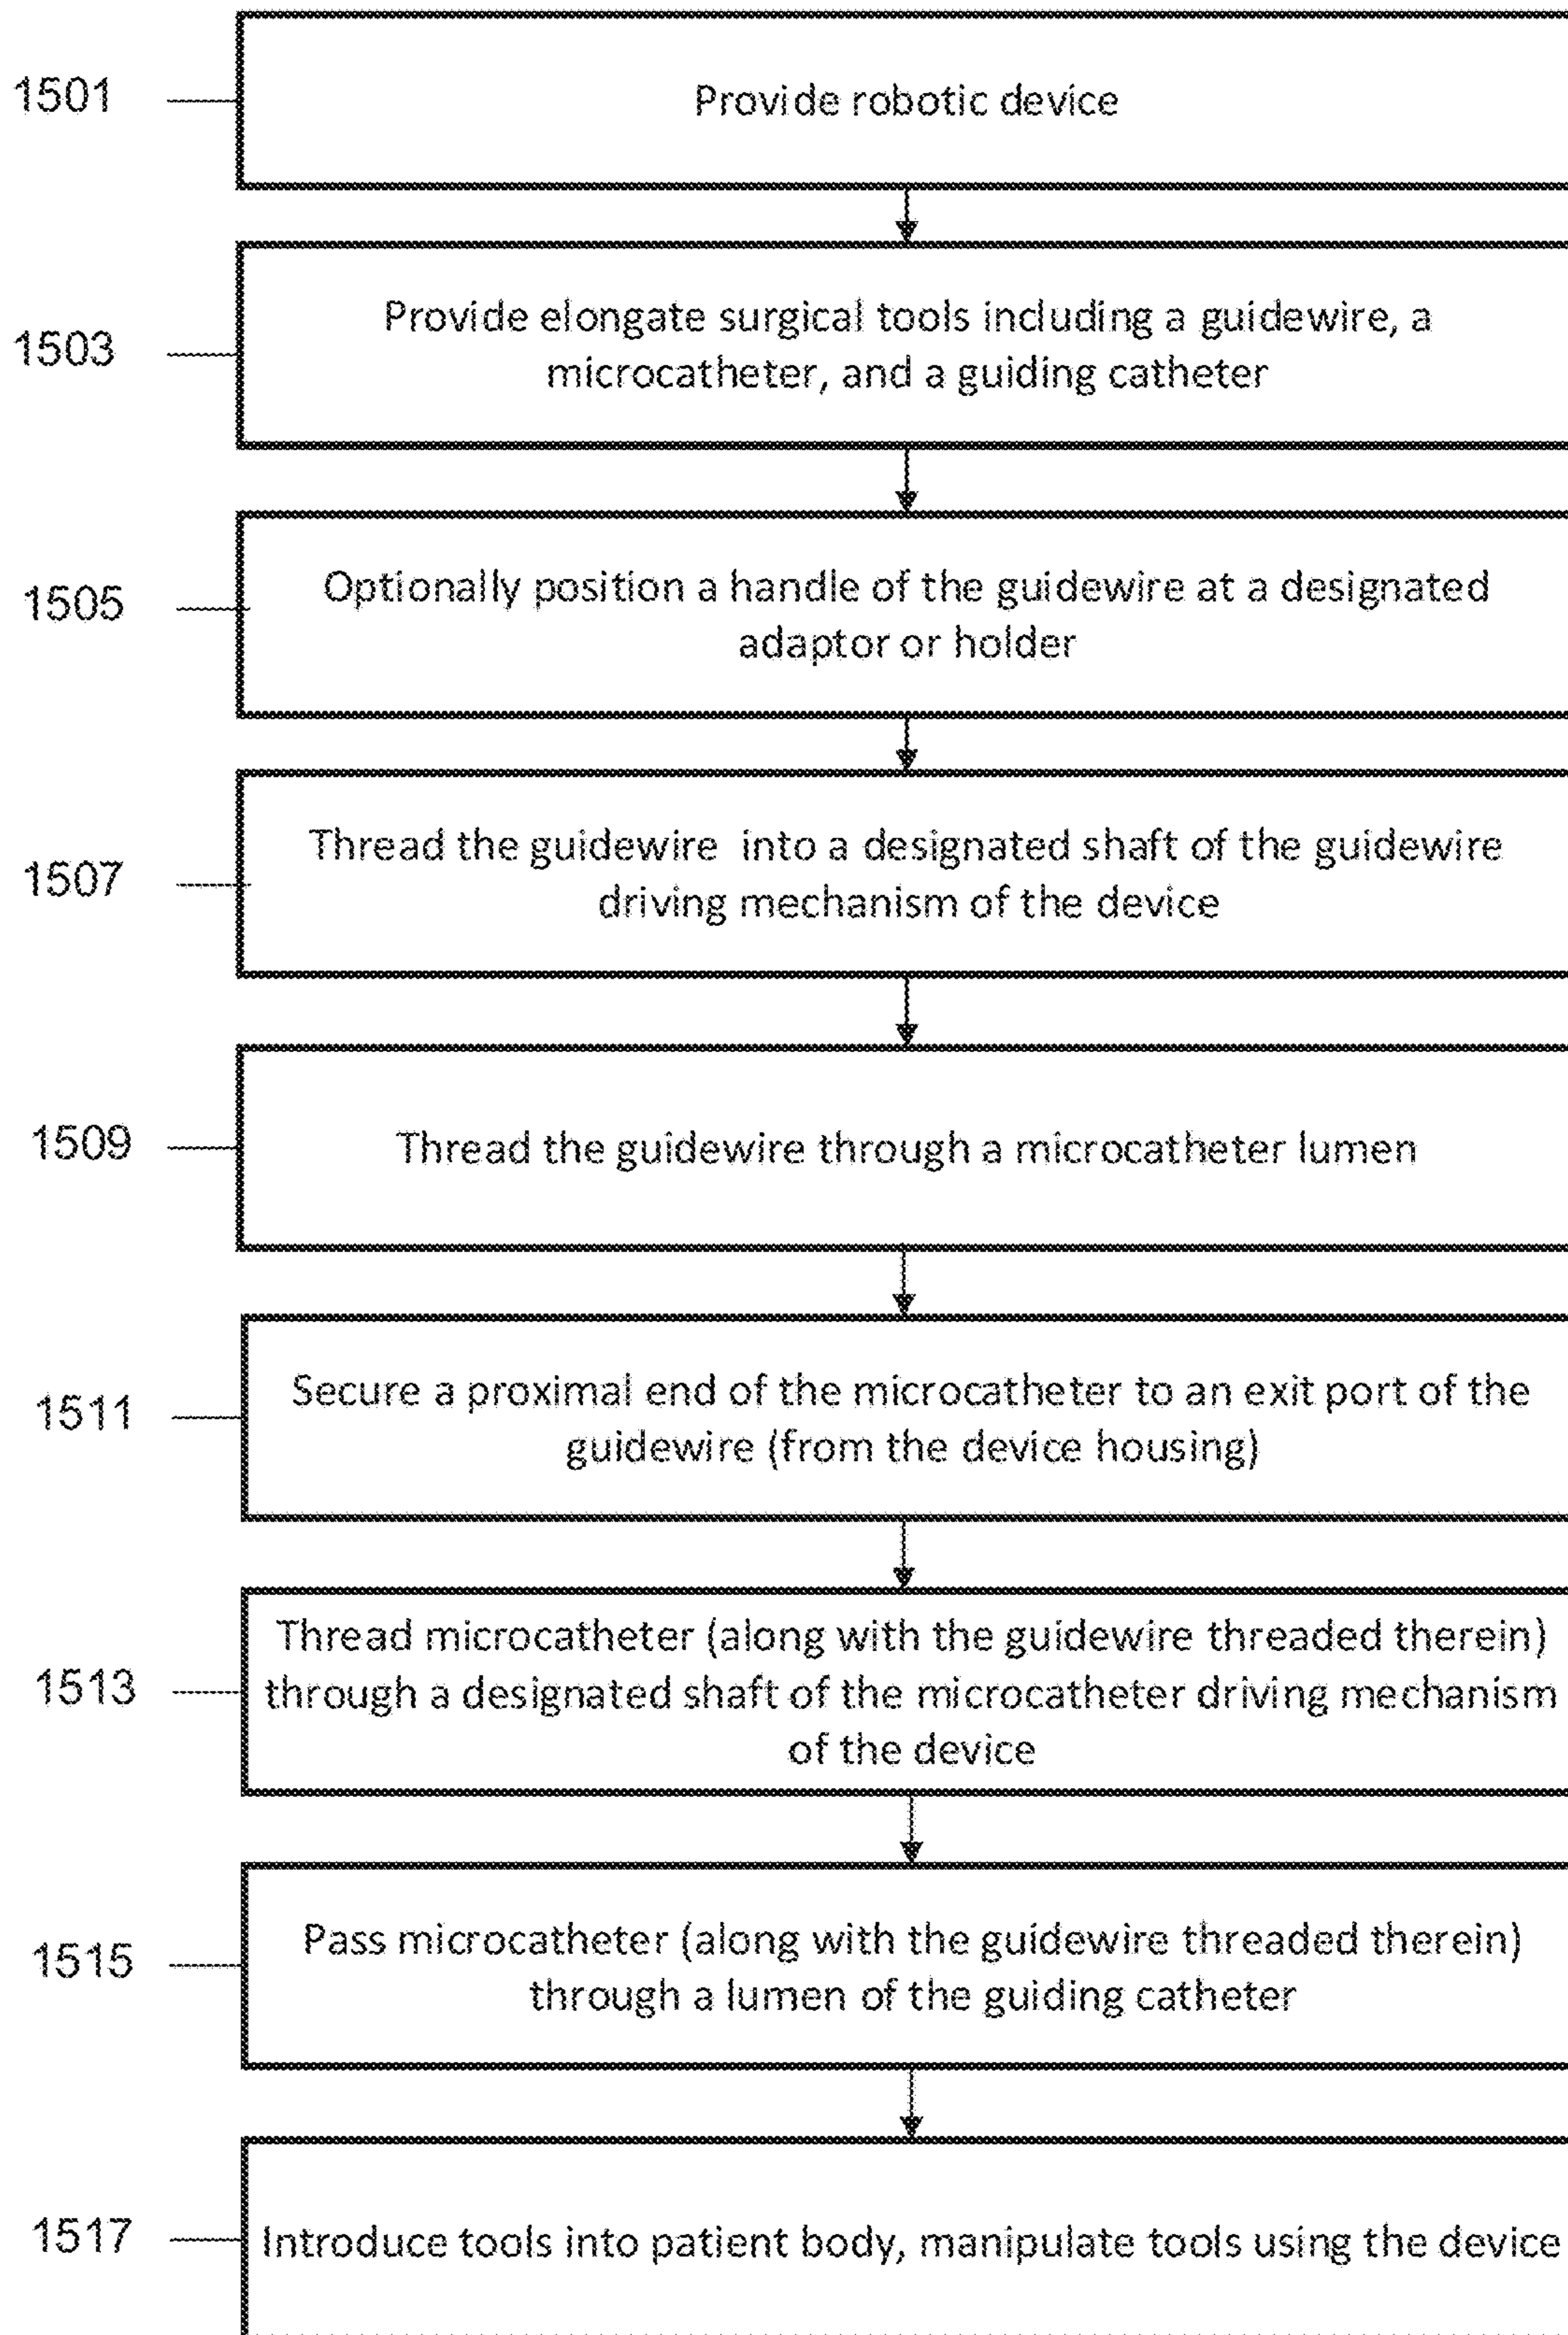 1501
Provide robotic device
1503
Provide elongate surgical tools including a guidewire, a
microcatheter, and a guiding catheter
1505
Optionally position a handle of the guidewire at a designated
adaptor or holder
1507
Thread the guidewire into a designated shaft of the guidewire
driving mechanism of the device
1509
Thread the guidewire through a microcatheter lumen
1511
Secure a proximal end of the microcatheter to an exit port of the
guidewire (from the device housing)
1513
Thread microcatheter (along with the guidewire threaded therein)
through a designated shaft of the microcatheter driving mechanism
of the device
1515
Pass microcatheter (along with the guidewire threaded therein)
through a lumen of the guiding catheter
1517
Introduce tools into patient body, manipulate tools using the device